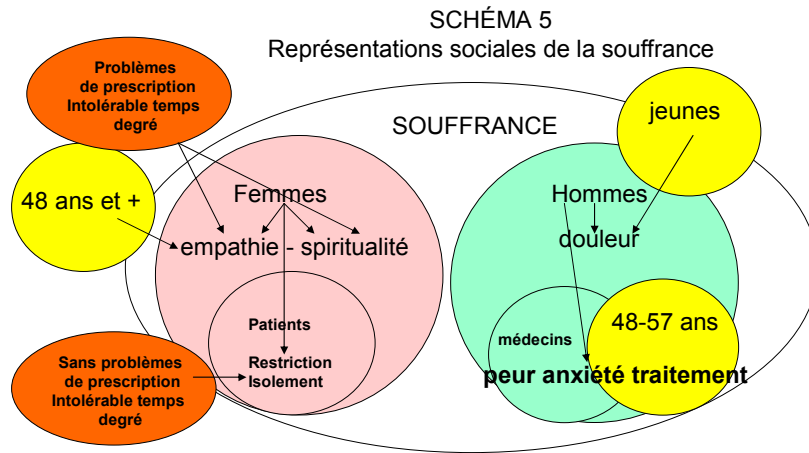 SCHÉMA 5
Représentations sociales de la souffrance
Problèmes
de prescription
Intolérable temps
degré
jeunes
SOUFFRANCE
48 ans et +
Femmes
empathie - spiritualité
Hommes
douleur
Patients
Restriction
Isolement
médecins
48-57 ans
peur anxiété traitement
Sans problèmes
de prescription
Intolérable temps
degré